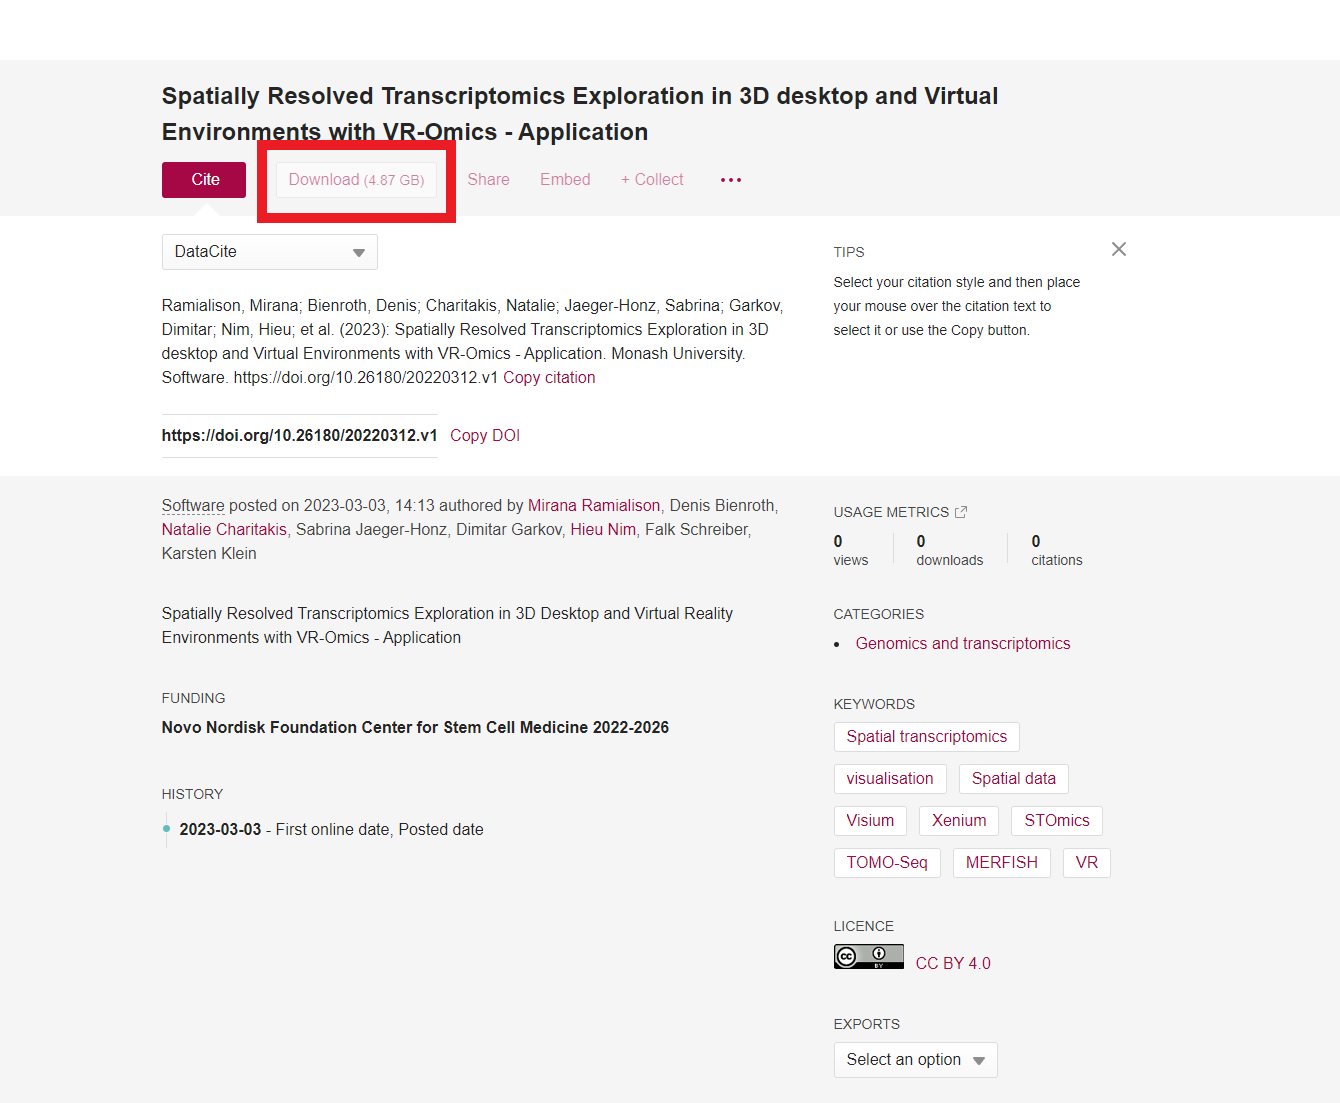 Spatially Resolved Transcriptomics Exploration in 3D desktop and Virtual
Environments with VR-Omics - Application
Cite
Download (4.87 GB)
Share
Embed
+ Collect
DataCite
Ramialison, Mirana; Bienroth, Denis; Charitakis, Natalie; Jaeger-Honz, Sabrina; Garkov,
Dimitar; Nim, Hieu; et al. (2023): Spatially Resolved Transcriptomics Exploration in 3D
desktop and Virtual Environments with VR-Omics - Application. Monash University.
Software. https://doi.org/10.26180/20220312.v1 Copy citation
https://doi.org/10.26180/20220312.v1 Copy DOI
TIPS
Select your citation style and then place
your mouse over the citation text to
select it or use the Copy button.
Software posted on 2023-03-03, 14:13 authored by Mirana Ramialison, Denis Bienroth,
Natalie Charitakis, Sabrina Jaeger-Honz, Dimitar Garkov, Hieu Nim, Falk Schreiber,
Karsten Klein
Spatially Resolved Transcriptomics Exploration in 3D Desktop and Virtual Reality
Environments with VR-Omics - Application
FUNDING
Novo Nordisk Foundation Center for Stem Cell Medicine 2022-2026
HISTORY
2023-03-03 - First online date, Posted date
USAGE METRICS
0 0 0
views downloads citations
CATEGORIES
• Genomics and transcriptomics
KEYWORDS
Spatial transcriptomics
visualisation Spatial data
Visium Xenium STOmics
TOMO-Seq MERFISH VR
LICENCE
cc BY
CC BY 4.0
EXPORTS
Select an option